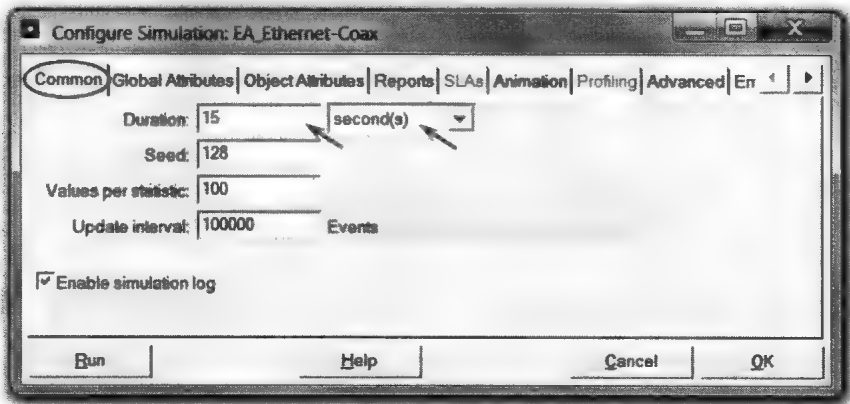 Configure Simulation: EA_Ethernet-Coax
Common Global Attributes Object Attributes Reports SLAs Animation Profiling Advanced Err
Duration: 15 second(s)
Seed: 128
Values per statistic: 100
Update interval: 100000 Events
Enable simulation log
Run Help Cancel OK